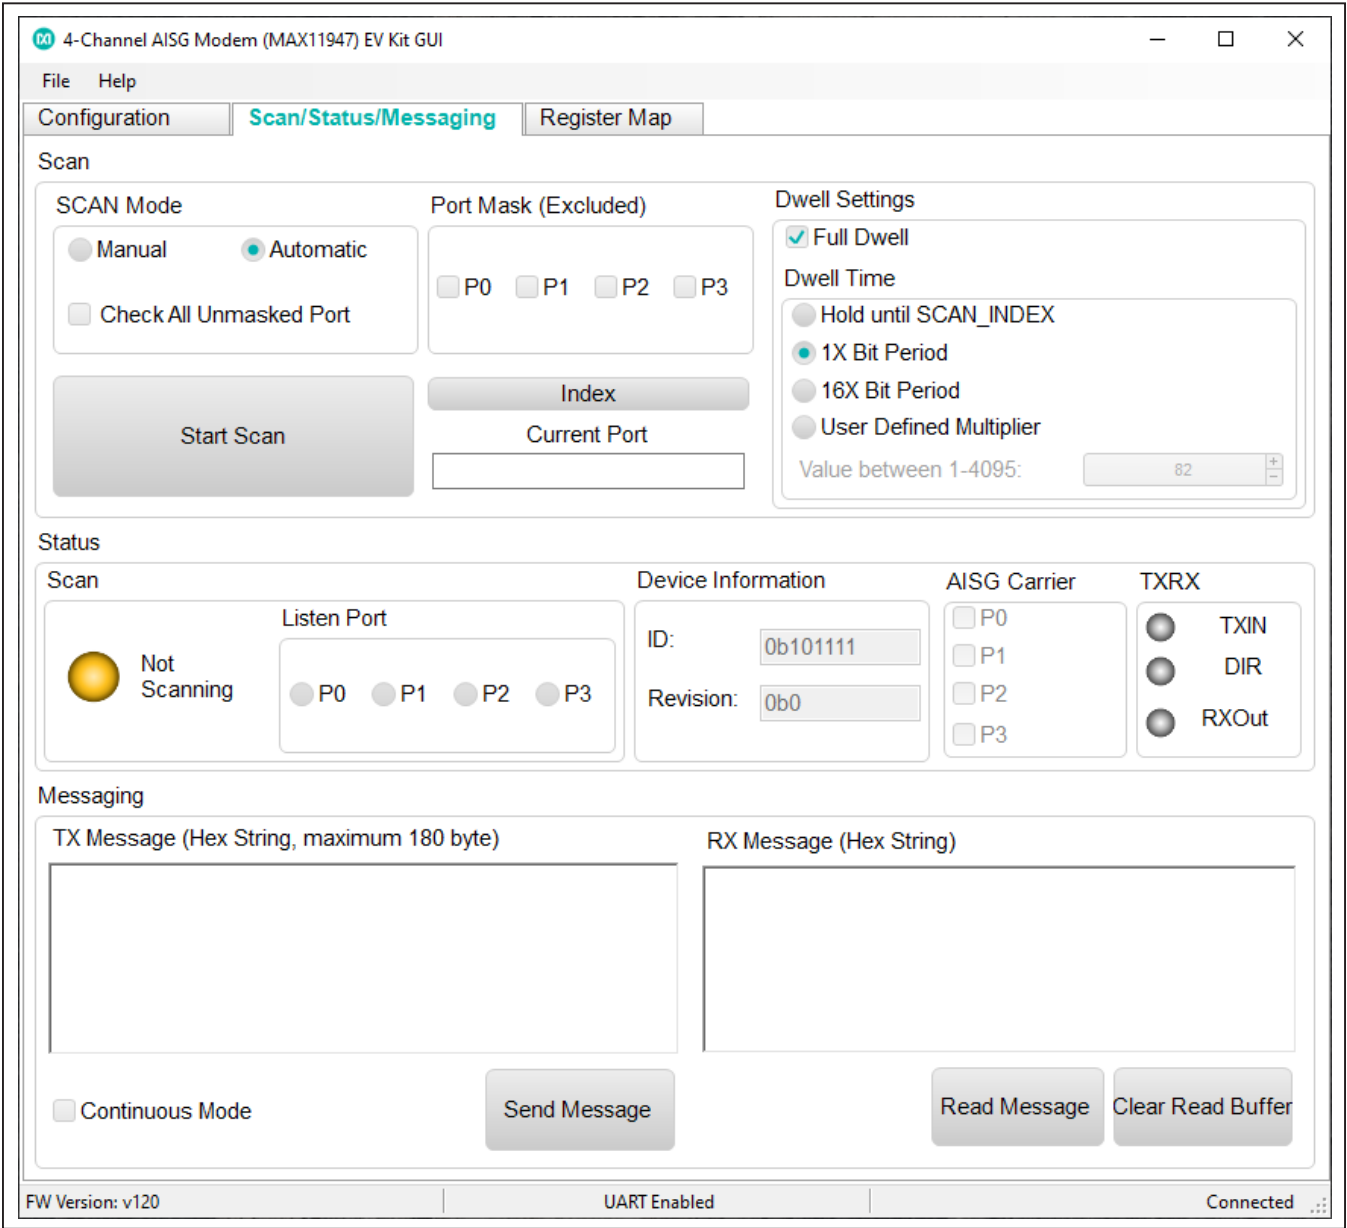 4-Channel AISG Modem (MAX11947) EV Kit GUI
File Help
Configuration Scan/Status/Messaging Register Map
Scan
SCAN Mode
Manual Automatic
Check All Unmasked Port
Start Scan
Port Mask (Excluded)
P0 P1 P2 P3
Index
Current Port
Dwell Settings
Full Dwell
Dwell Time
Hold until SCAN_INDEX
1X Bit Period
16X Bit Period
User Defined Multiplier
Value between 1-4095: 82
Status
Scan
Not
Scanning
Listen Port
P0 P1 P2 P3
Device Information
ID: 0b101111
Revision: 0b0
AISG Carrier
P0
P1
P2
P3
TXRX
TXIN
DIR
RXOut
Messaging
TX Message (Hex String, maximum 180 byte)
RX Message (Hex String)
Continuous Mode
Send Message
Read Message
Clear Read Buffer
FW Version: v120 UART Enabled Connected